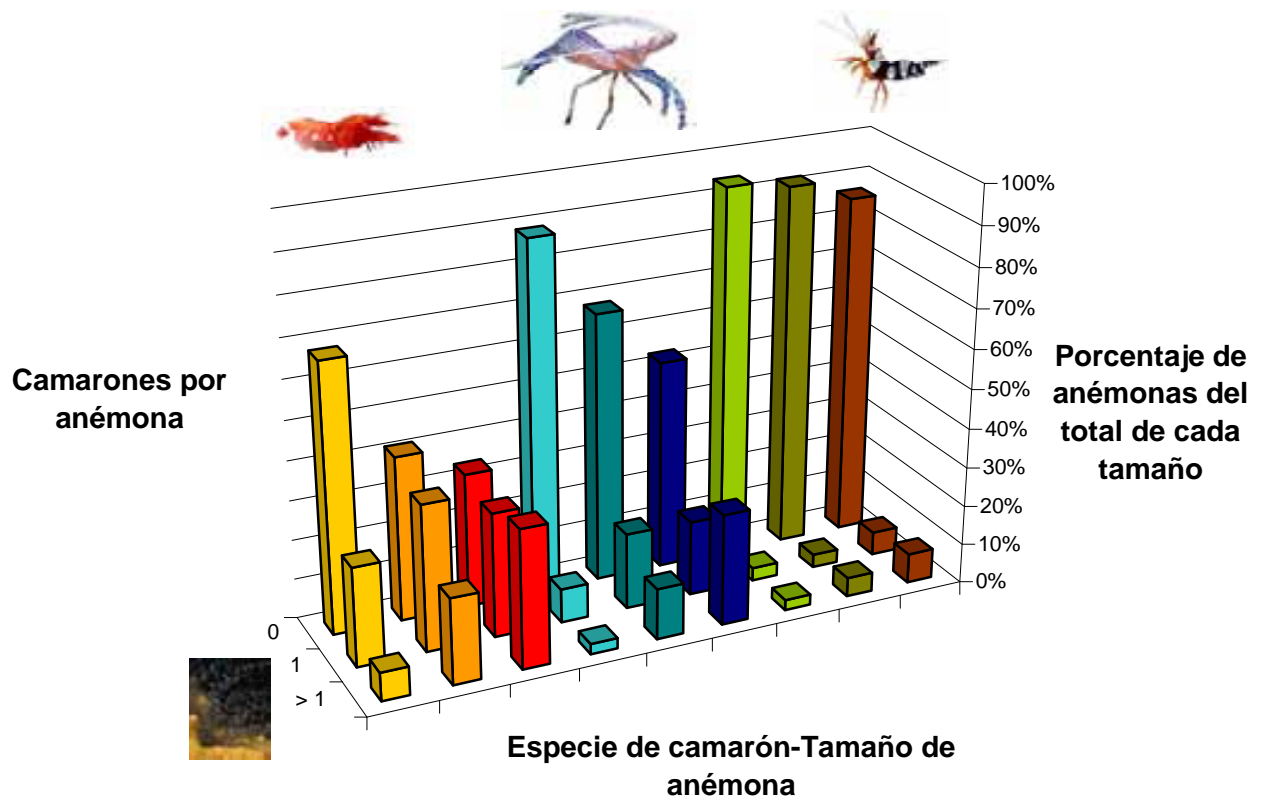 100%
90%
80%
70%
60%
50%
40%
30%
20%
10%
0%
Camarones por
anémona
Porcentaje de
anémonas del
total de cada
tamaño
0
1
> 1
Especie de camarón-Tamaño de
anémona